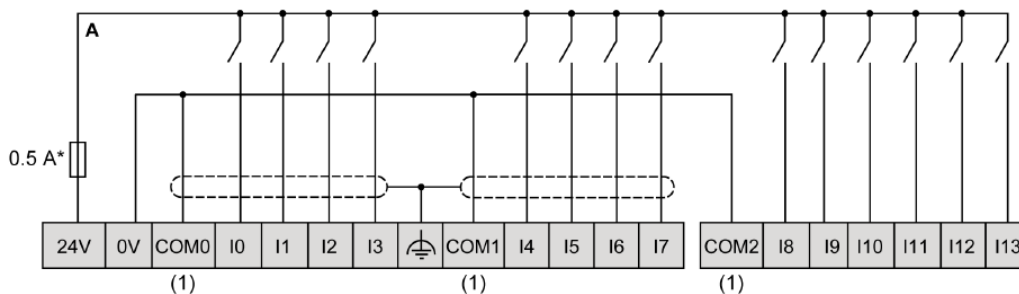 A
0.5 A*
24V 0V COM0 I0 I1 I2 I3 COM1 I4 I5 I6 I7 COM2 I8 I9 I10 I11 I12 I13
(1) (1) (1)